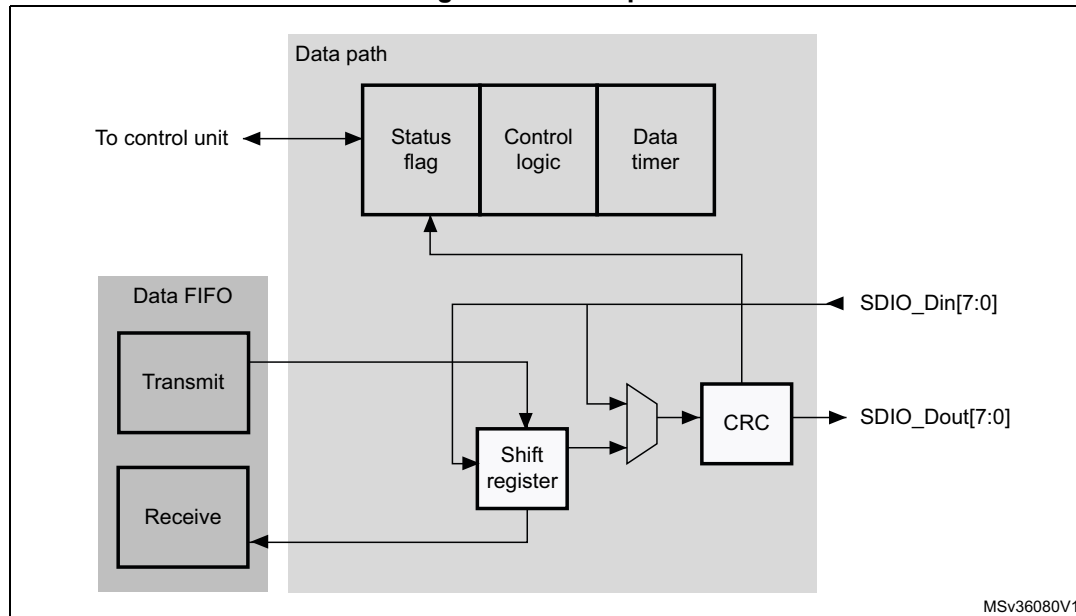 Data path
To control unit
Status
flag
Control
logic
Data
timer
Data FIFO
SDIO_Din[7:0]
Transmit
CRC
SDIO_Dout[7:0]
Shift
register
Receive
MSv36080V1